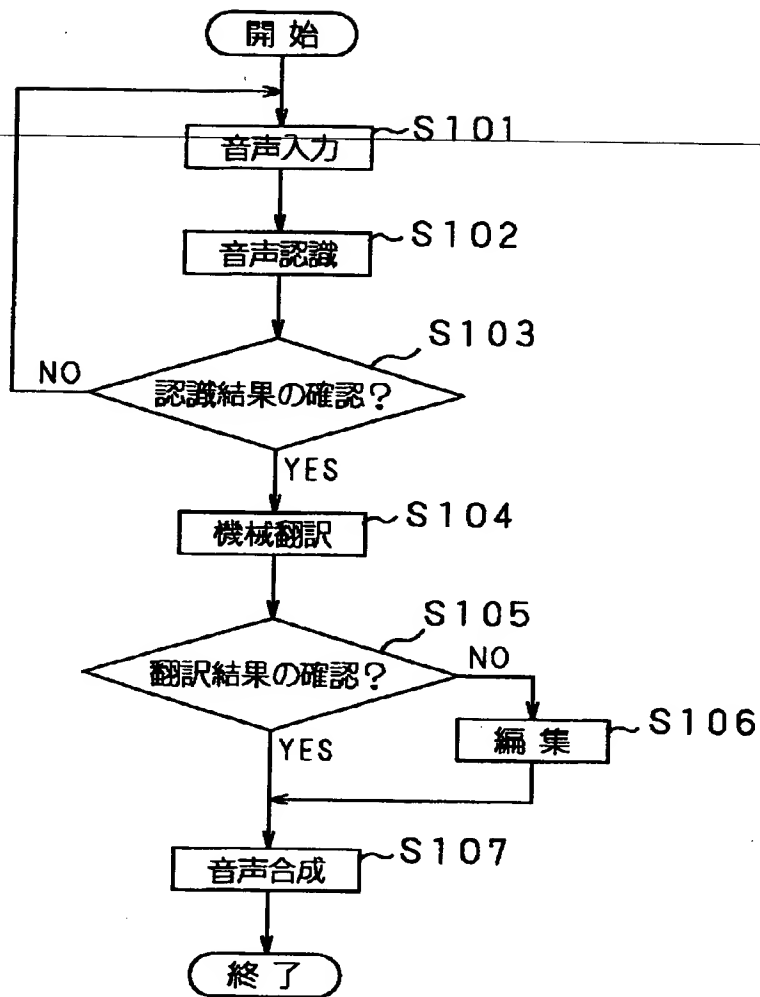 開始
音声入力
S101
音声認識
S102
認識結果の確認?
S103
NO
YES
機械翻訳
S104
翻訳結果の確認?
S105
NO
YES
編集
S106
音声合成
S107
終了